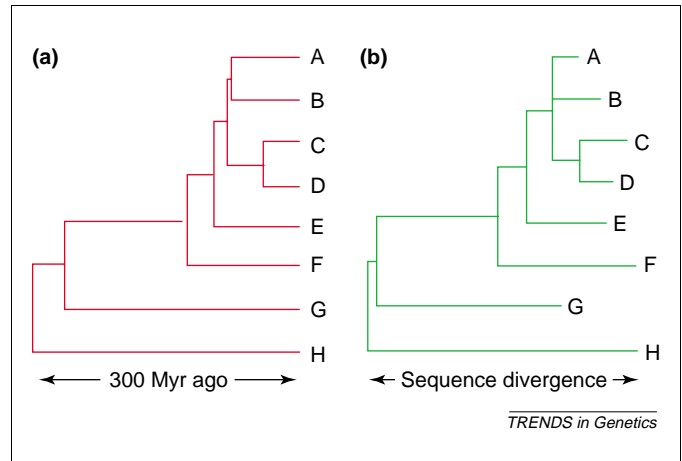 (a)
A
B
C
D
E
F
G
H
300 Myr ago
(b)
A
B
C
D
E
F
G
H
Sequence divergence
TRENDS in Genetics